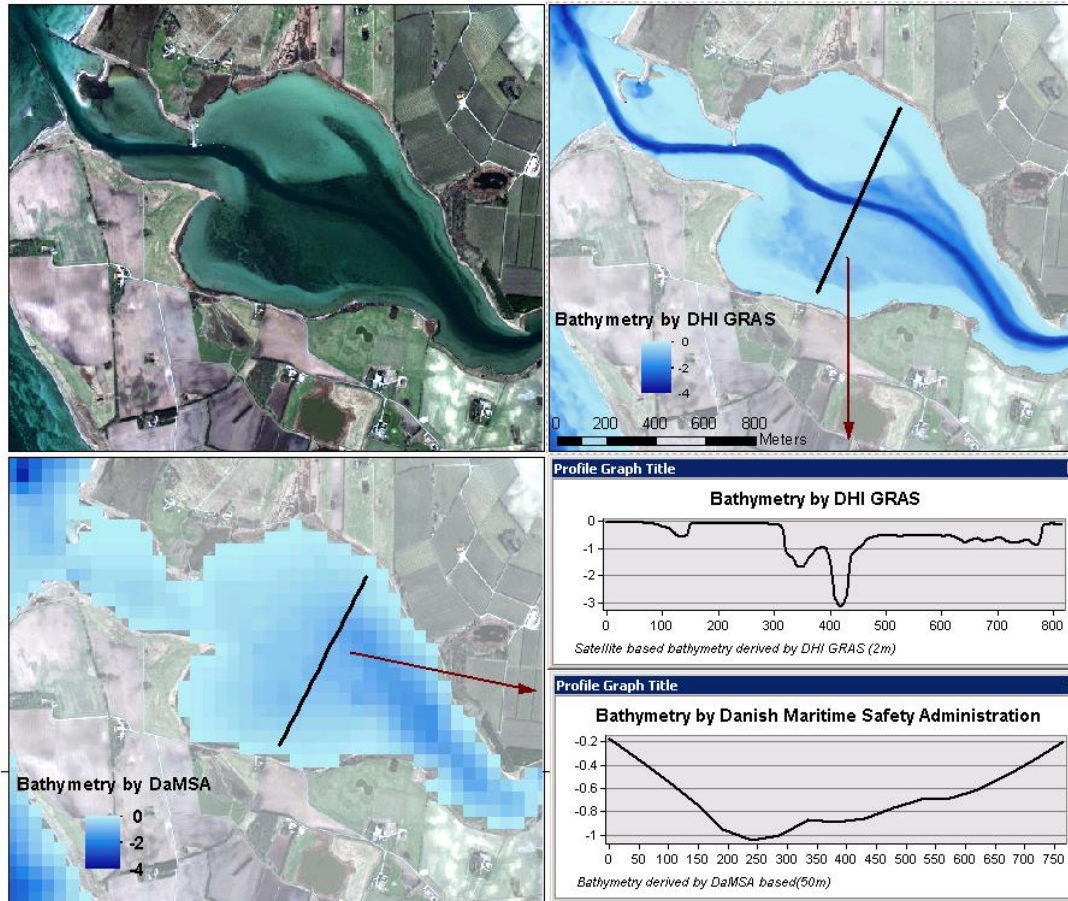 Bathymetry by DHI GRAS
0
-2
-4
0 200 400 600 800
Meters
Bathymetry by DaMSA
0
-2
-4
Profile Graph Title
Bathymetry by DHI GRAS
0
-1
-2
-3
0 100 200 300 400 500 600 700 800
Satellite based bathymetry derived by DHI GRAS (2m)
Profile Graph Title
Bathymetry by Danish Maritime Safety Administration
-0.2
-0.4
-0.6
-0.8
-1
0 50 100 150 200 250 300 350 400 450 500 550 600 650 700 750
Bathymetry derived by DaMSA based(50m)